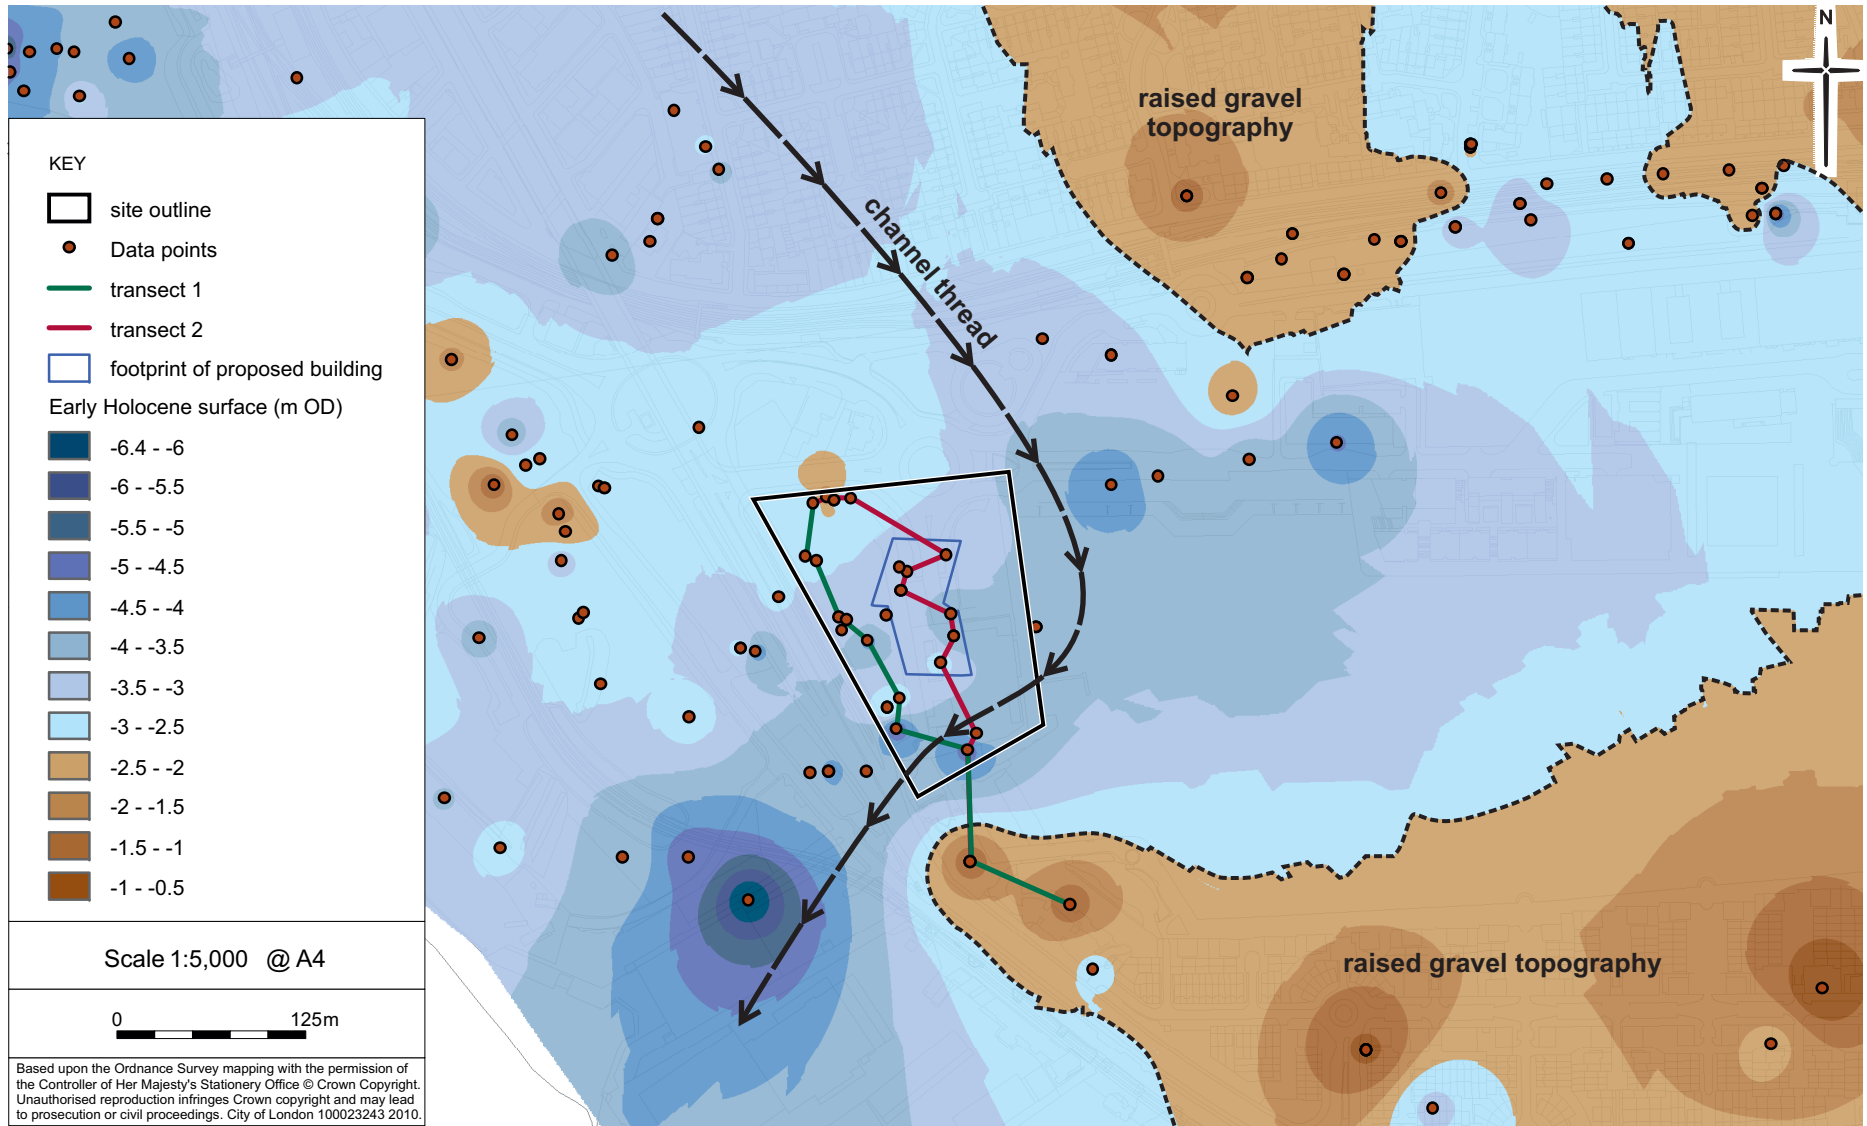 raised gravel
topography
N
channel thread
KEY
site outline
Data points
transect 1
transect 2
footprint of proposed building
Early Holocene surface (m OD)
-6.4 - -6
-6 - -5.5
-5.5 - -5
-5 - -4.5
-4.5 - -4
-4 - -3.5
-3.5 - -3
-3 - -2.5
-2.5 - -2
-2 - -1.5
-1.5 - -1
-1 - -0.5
Scale 1:5,000 @ A4
0 125m
Based upon the Ordnance Survey mapping with the permission of
the Controller of Her Majesty's Stationery Office © Crown Copyright.
Unauthorised reproduction infringes Crown copyright and may lead
to prosecution or civil proceedings. City of London 100023243 2010.
raised gravel topography